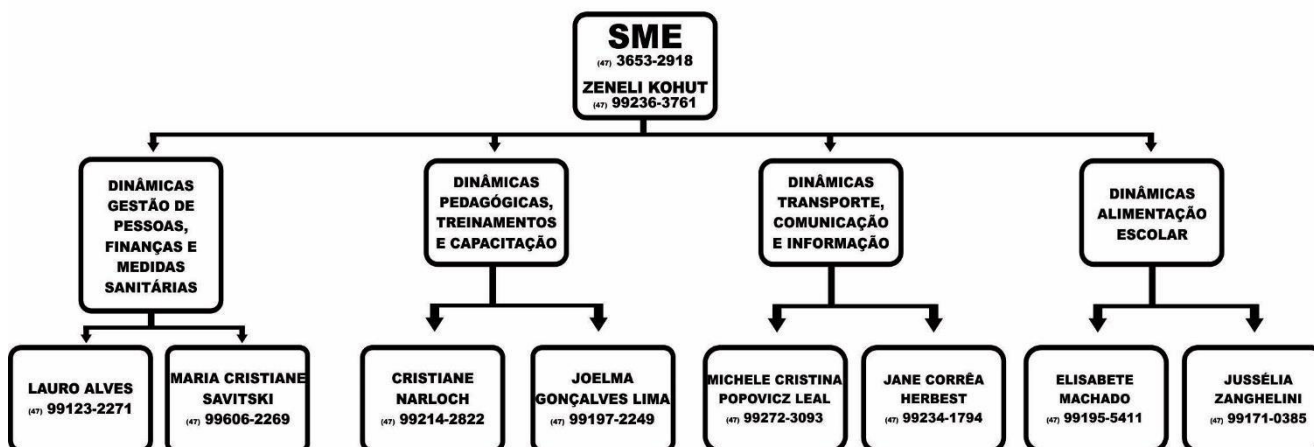 SME
(47) 3653-2918
ZENELI KOHUT
(47) 99236-3761
DINÂMICAS
GESTÃO DE
PESSOAS,
FINANÇAS E
MEDIDAS
SANITÁRIAS
DINÂMICAS
PEDAGÓGICAS,
TREINAMENTOS
E CAPACITAÇÃO
DINÂMICAS
TRANSPORTE,
COMUNICAÇÃO
E INFORMAÇÃO
DINÂMICAS
ALIMENTAÇÃO
ESCOLAR
LAURO ALVES
(47) 99123-2271
MARIA CRISTIANE
SAVITSKI
(47) 99606-2269
CRISTIANE
NARLOCH
(47) 99214-2822
JOELMA
GONÇALVES LIMA
(47) 99197-2249
MICHELE CRISTINA
POPOVICZ LEAL
(47) 99272-3093
JANE CORRÊA
HERBEST
(47) 99234-1794
ELISABETE
MACHADO
(47) 99195-5411
JUSSÉLIA
ZANGHELINI
(47) 99171-0385